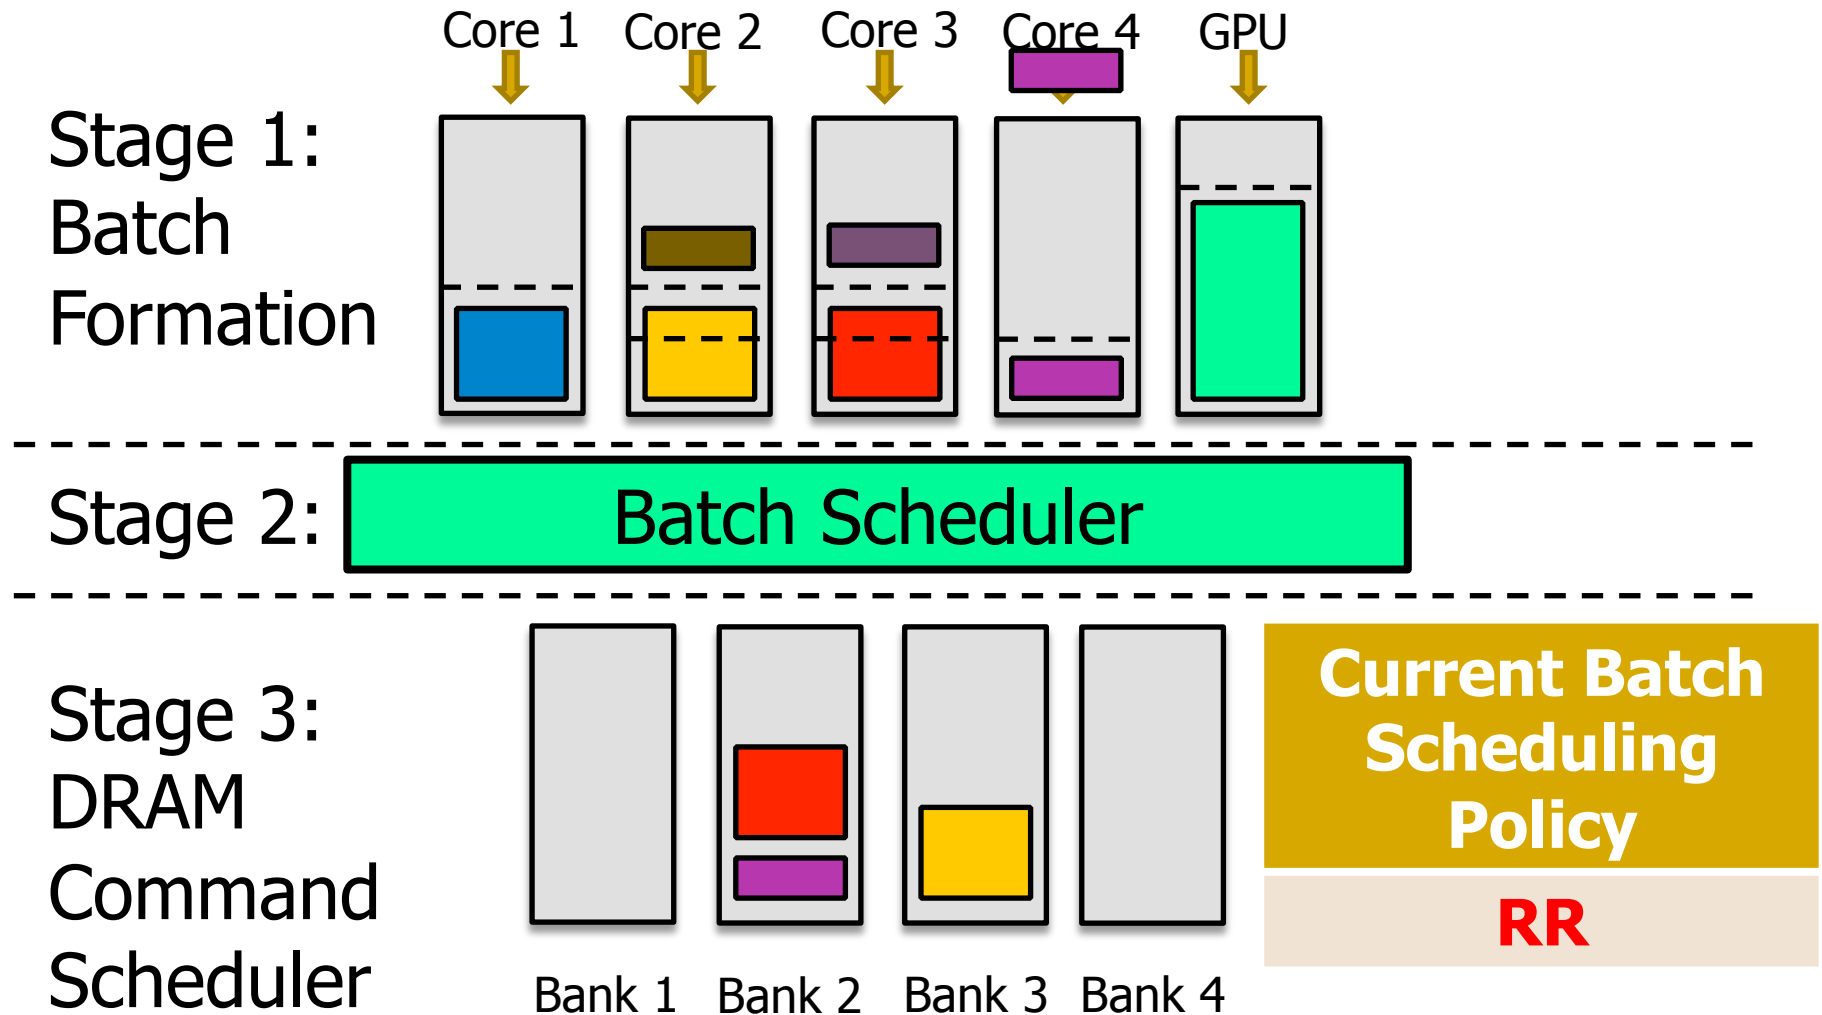 Core 1
Core 2
Core 3
Core 4
GPU
Stage 1:
Batch
Formation
Stage 2:
Batch Scheduler
Stage 3:
DRAM
Command
Scheduler
Bank 1
Bank 2
Bank 3
Bank 4
Current Batch
Scheduling
Policy
RR